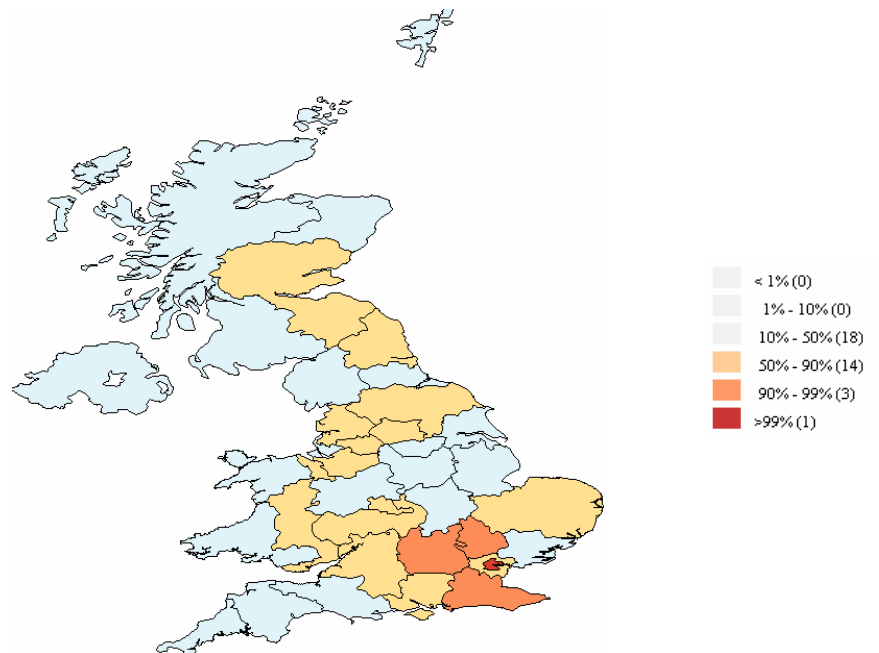 < 1% (0)
1% - 10% (0)
10% - 50% (18)
50% - 90% (14)
90% - 99% (3)
>99% (1)